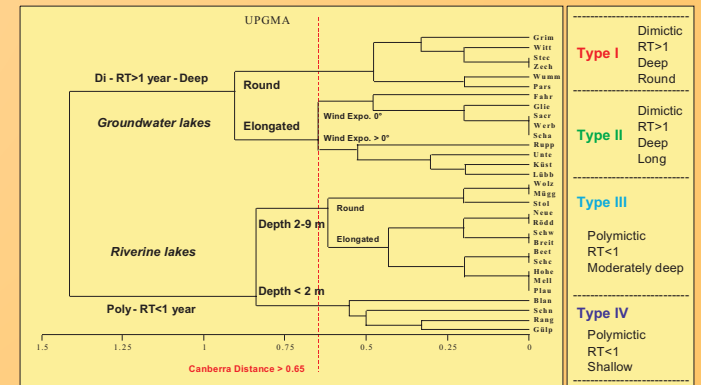 UPGMA
Grim
Witt
Stec
Zech
Di - RT>1 year - Deep
Round
Wumm
Pars
Groundwater lakes
Elongated
Fahr
Wind Expo. 0°
Glie
Sacr
Werb
Wind Expo. > 0°
Scha
Rupp
Unte
Küst
Lübb
Wolz
Mügg
Round
Stol
Depth 2-9 m
Neue
Rödd
Elongated
Schw
Breit
Riverine lakes
Beet
Schc
Hohe
Mell
Depth < 2 m
Plau
Poly - RT<1 year
Blan
Schn
Rang
Gülp
1.5 1.25 1 0.75 0.5 0.25 0
Canberra Distance > 0.65
Type I
Dimictic
RT>1
Deep
Round
Type II
Dimictic
RT>1
Deep
Long
Type III
Polymictic
RT<1
Moderately deep
Type IV
Polymictic
RT<1
Shallow